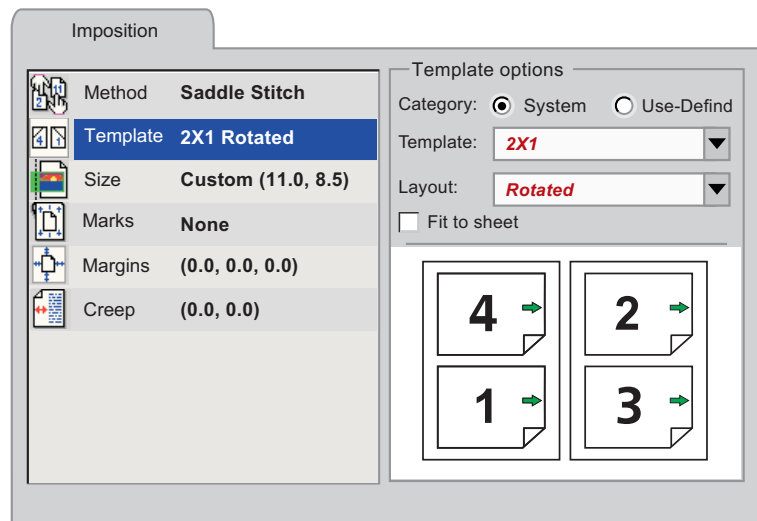 Imposition
Method Saddle Stitch
Template 2X1 Rotated
Size Custom (11.0, 8.5)
Marks None
Margins (0.0, 0.0, 0.0)
Creep (0.0, 0.0)
Template options
Category: System Use-Defind
Template: 2X1
Layout: Rotated
Fit to sheet
4 2
1 3